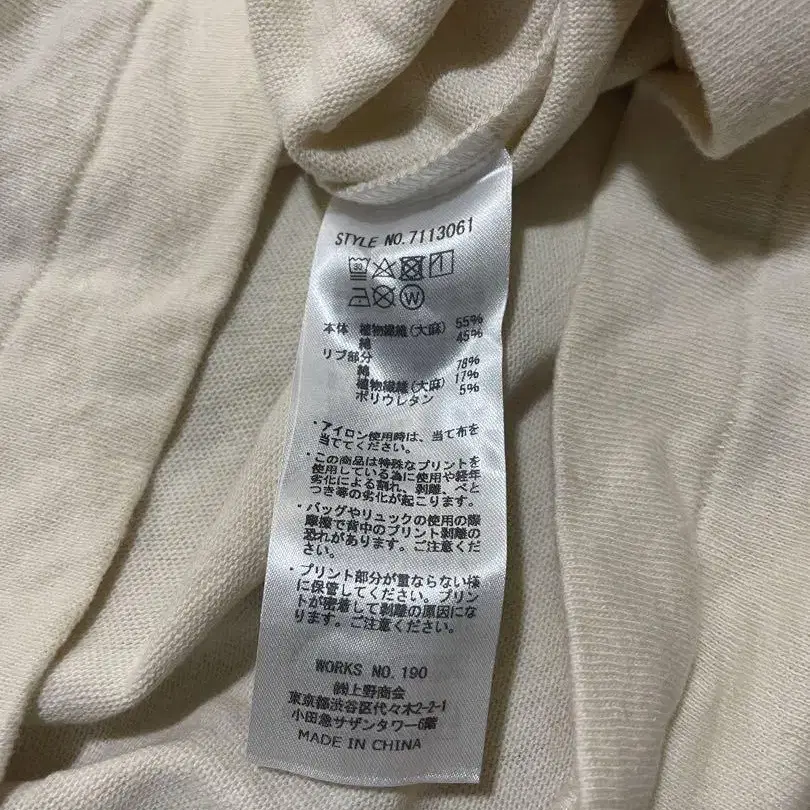 STYLE NO.7113061
30
W
本体 植物繊維(大麻) 55%
綿 45%
リブ部分
綿 78%
植物繊維(大麻) 17%
ポリウレタン 5%
・アイロン使用時は、当て布を
当ててください。
・この商品は特殊なプリントを
使用している為に使用や経年
劣化による割れ、剥離、べと
つき等の劣化が起こります。
・バッグやリュックの使用の際
摩擦で背中のプリント剥離の
恐れがあります。ご注意くださ
い。
・プリント部分が重ならない様
に保管してください。プリン
トが密着して剥離の原因にな
ります。ご注意ください。
WORKS NO. 190
㈱上野商会
東京都渋谷区代々木2-2-1
小田急サザンタワー6階
MADE IN CHINA